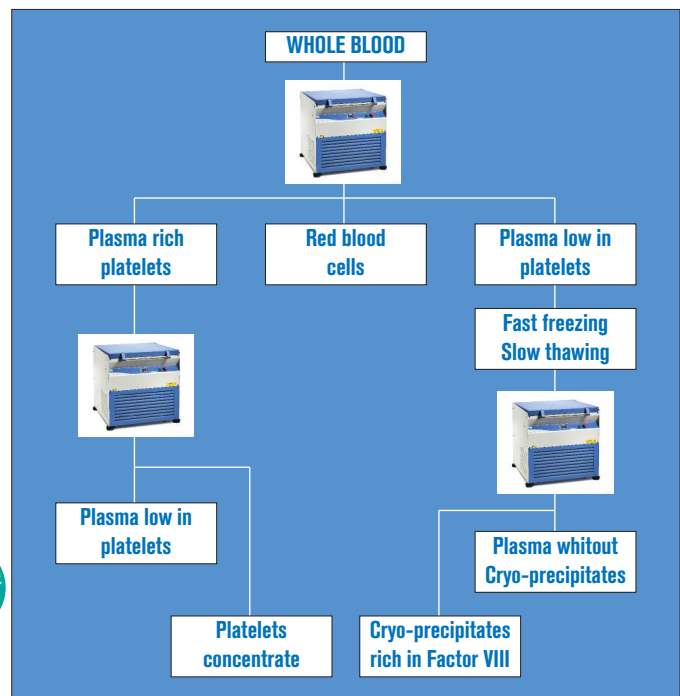 WHOLE BLOOD
Plasma rich
platelets
Red blood
cells
Plasma low in
platelets
Fast freezing
Slow thawing
Plasma low in
platelets
Plasma whitout
Cryo-precipitates
Platelets
concentrate
Cryo-precipitates
rich in Factor VIII